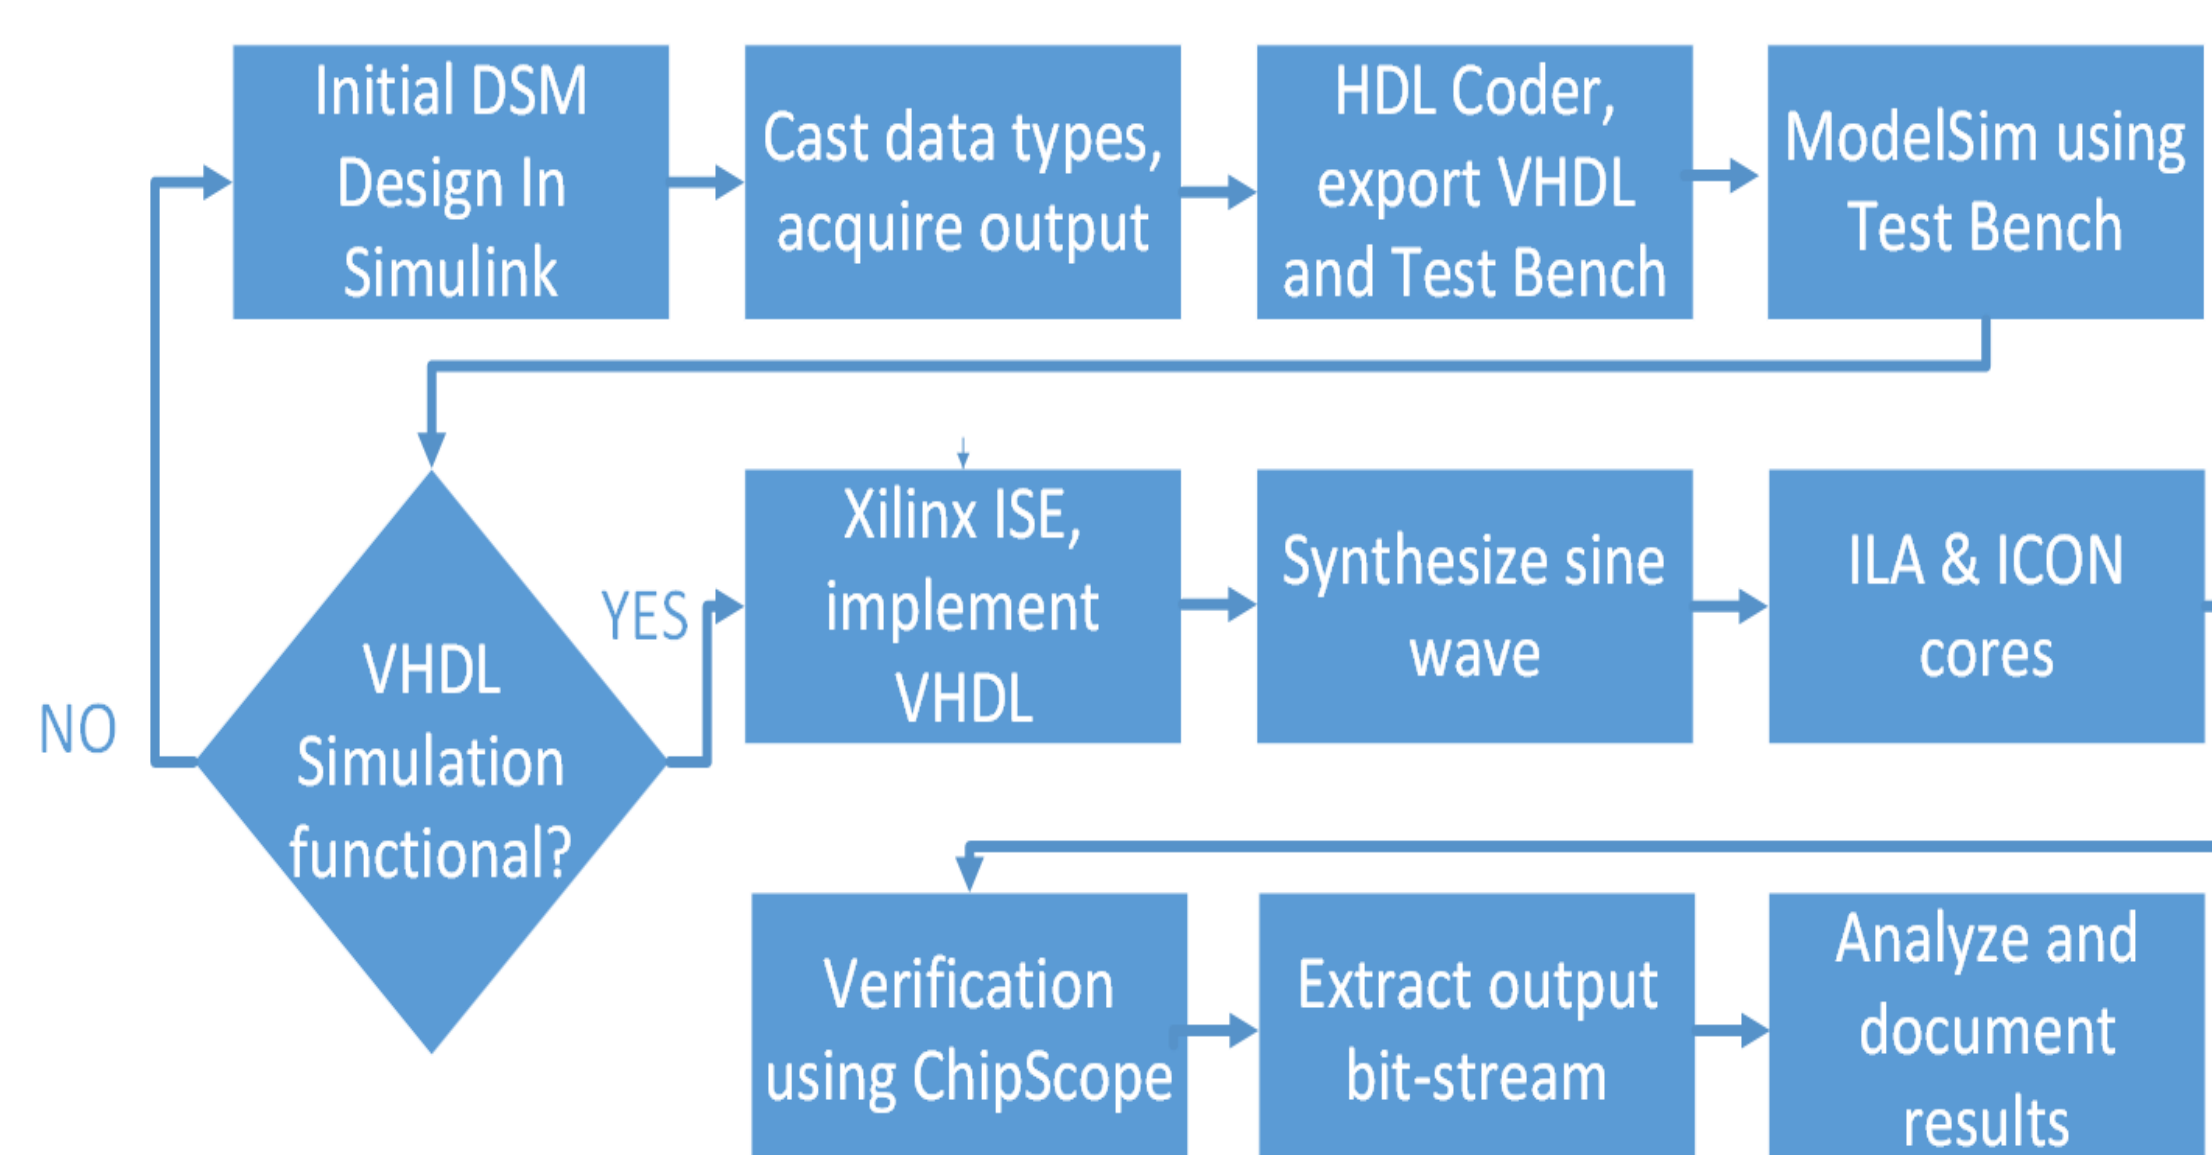 Initial DSM
Design In
Simulink
Cast data types,
acquire output
HDL Coder,
export VHDL
and Test Bench
ModelSim using
Test Bench
NO
VHDL
Simulation
functional?
YES
Xilinx ISE,
implement
VHDL
Synthesize sine
wave
ILA & ICON
cores
Verification
using ChipScope
Extract output
bit-stream
Analyze and
document
results